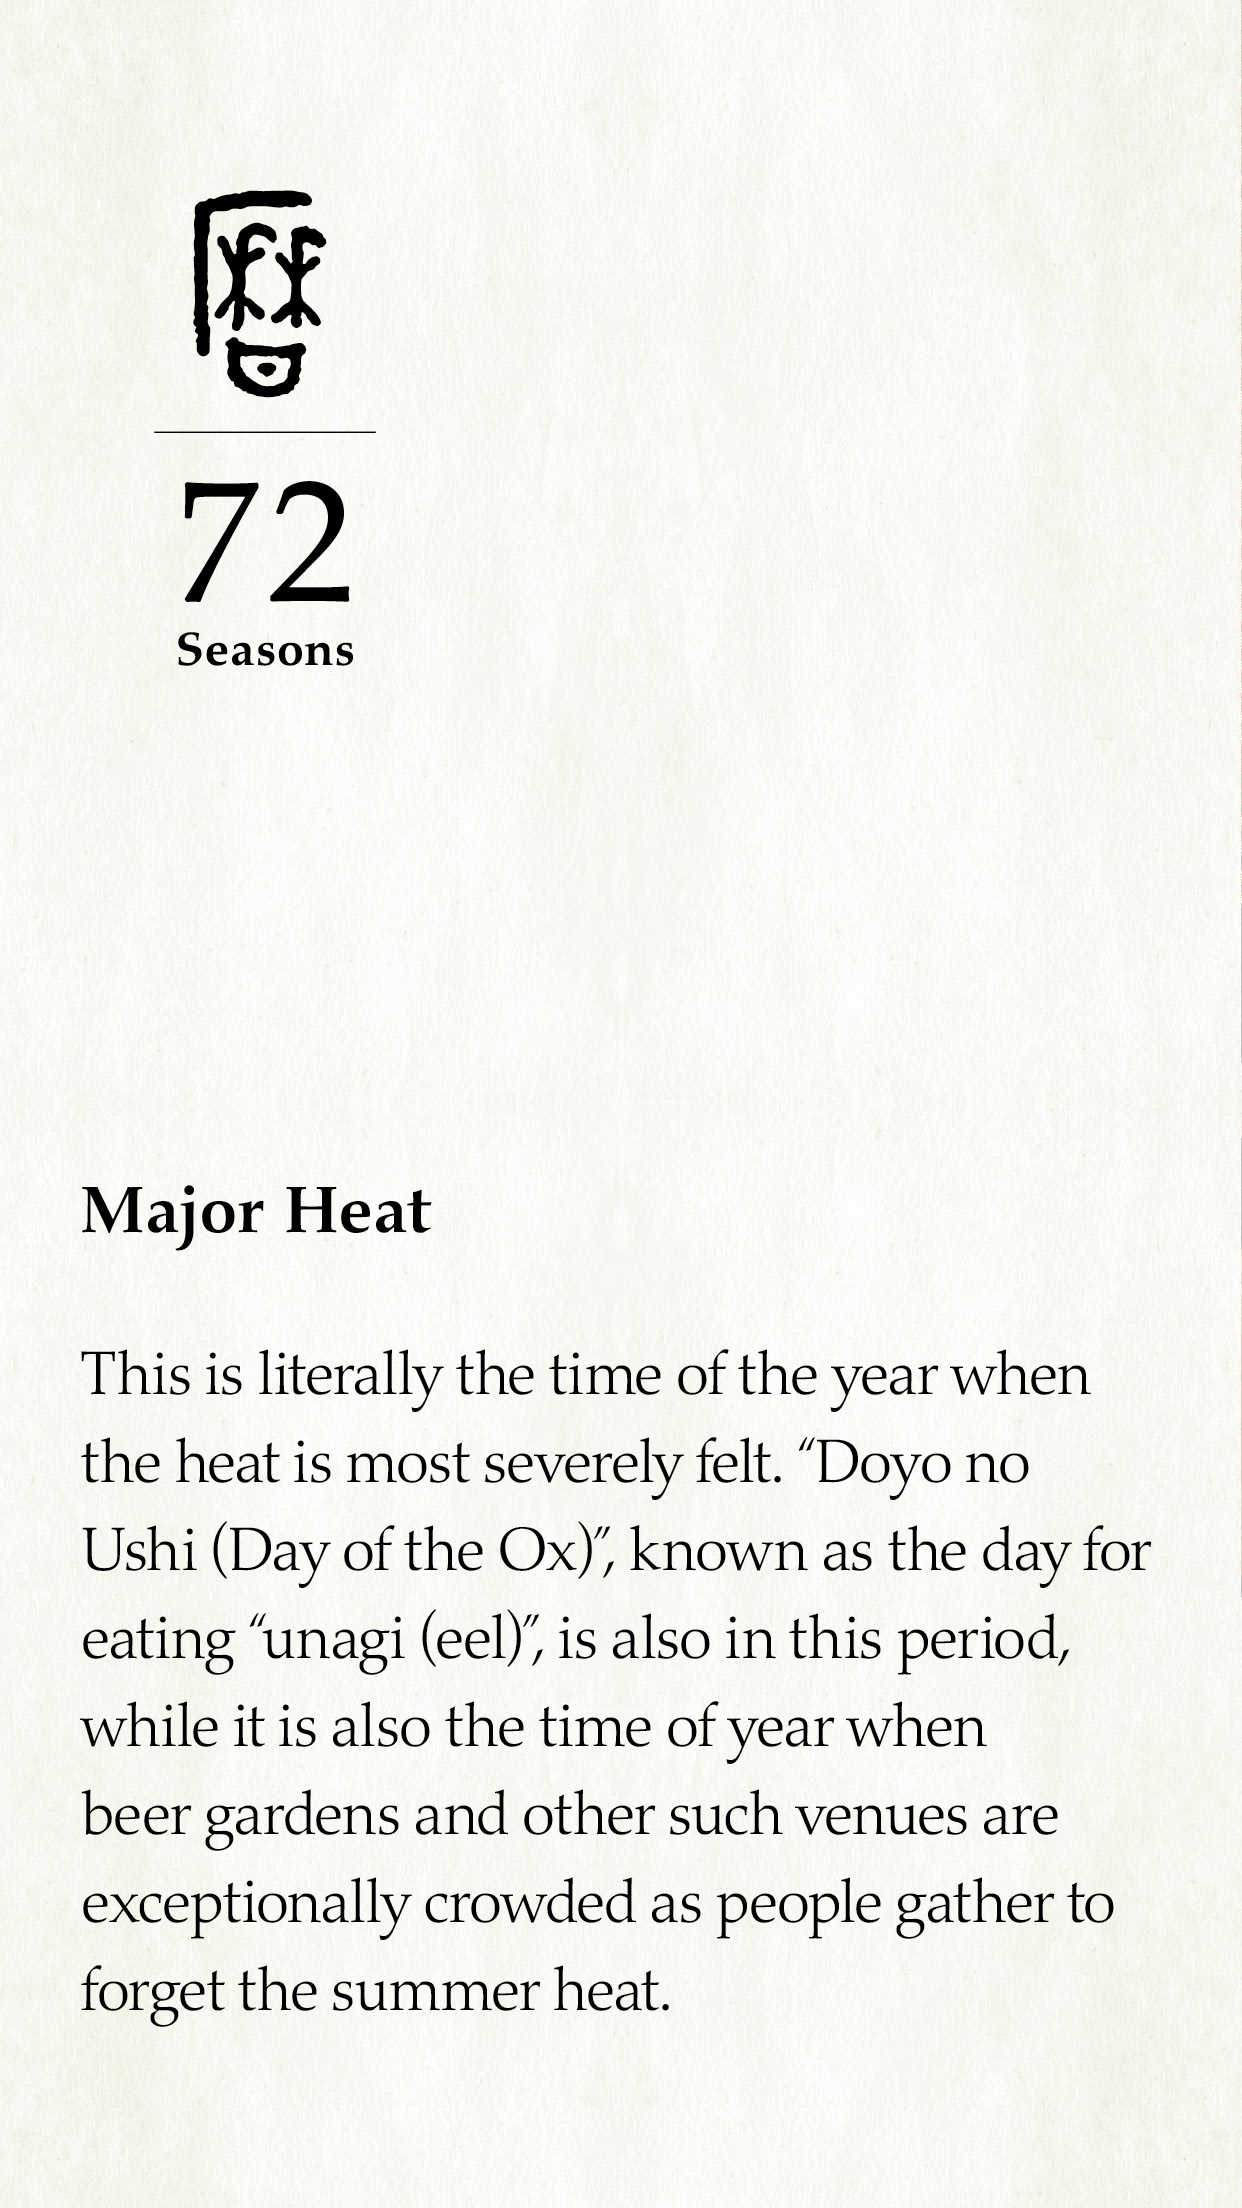 暦
72
Seasons
Major Heat
This is literally the time of the year when
the heat is most severely felt. “Doyo no
Ushi (Day of the Ox)”, known as the day for
eating “unagi (eel)”, is also in this period,
while it is also the time of year when
beer gardens and other such venues are
exceptionally crowded as people gather to
forget the summer heat.